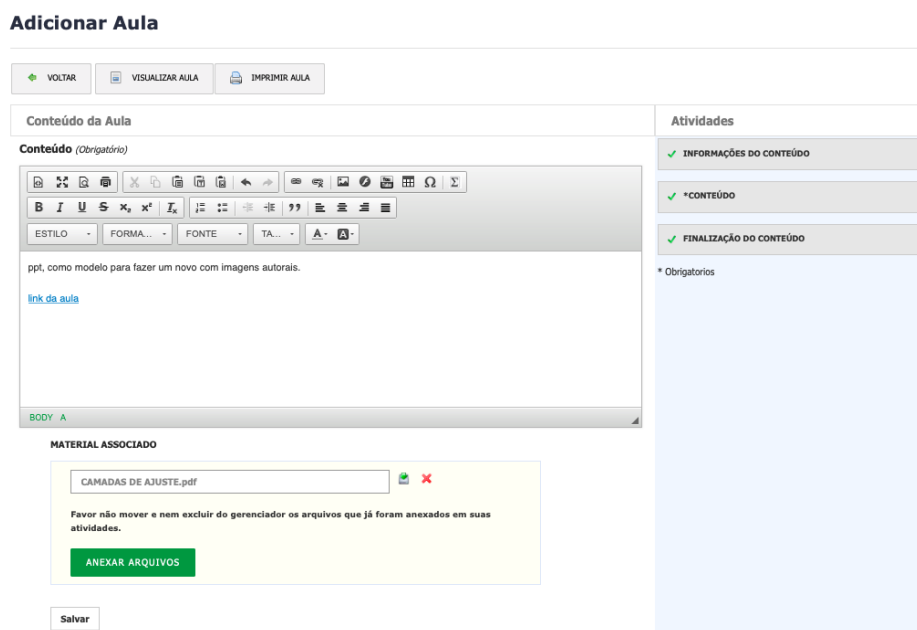 Adicionar Aula
VOLTAR
VISUALIZAR AULA
IMPRIMIR AULA
Conteúdo da Aula
Atividades
Conteúdo (Obrigatório)
INFORMAÇÕES DO CONTEÚDO
*CONTEÚDO
FINALIZAÇÃO DO CONTEÚDO
* Obrigatorios
B I U S x₂ x² Iₓ
ESTILO
FORMA...
FONTE
TA...
A
A
ppt, como modelo para fazer um novo com imagens autorais.
link da aula
BODY A
MATERIAL ASSOCIADO
CAMADAS DE AJUSTE.pdf
Favor não mover e nem excluir do gerenciador os arquivos que já foram anexados em suas
atividades.
ANEXAR ARQUIVOS
Salvar